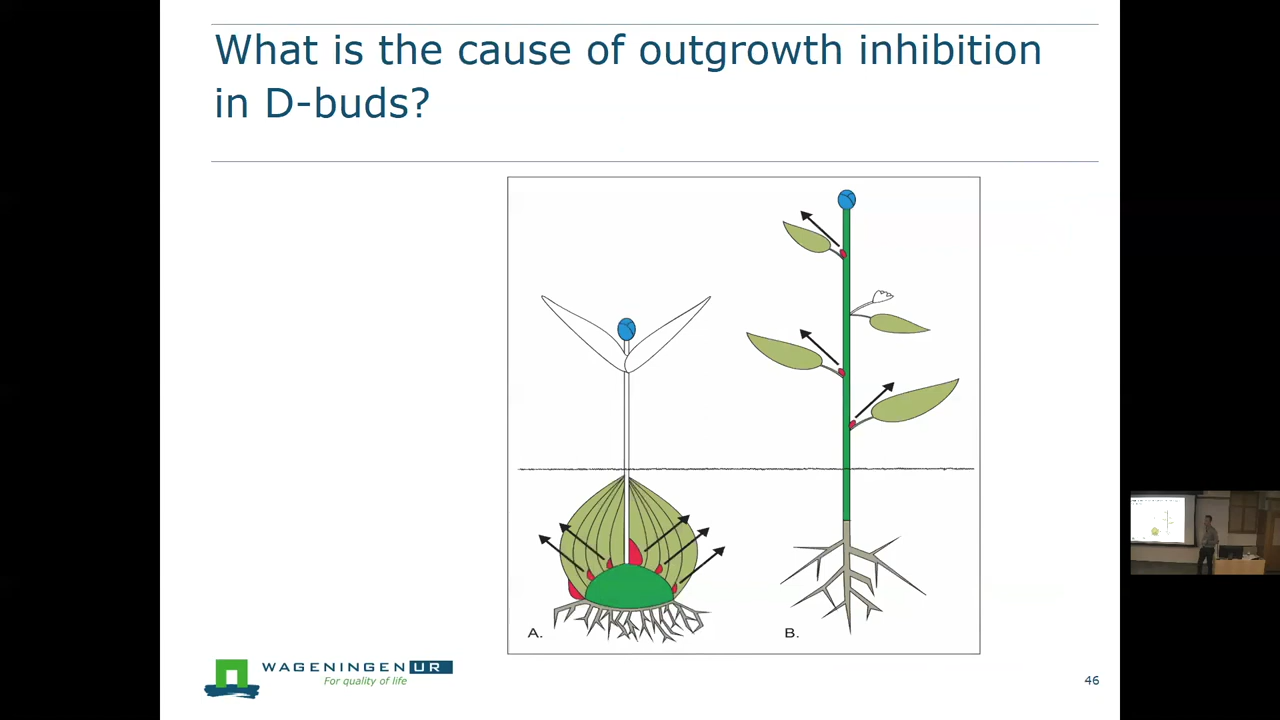 What is the cause of outgrowth inhibition
in D-buds?
A.
B.
WAGENINGEN UR
For quality of life
46